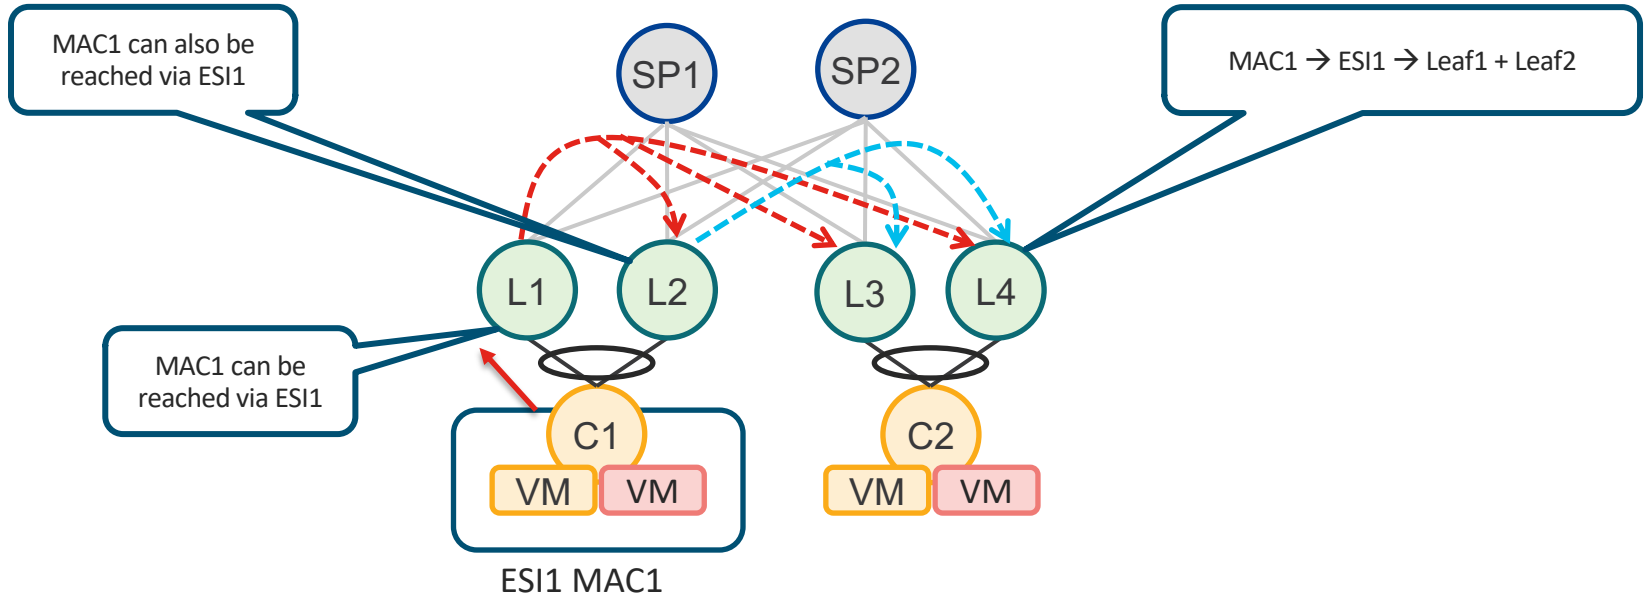 MAC1 can also be
reached via ESI1
SP1
SP2
MAC1 → ESI1 → Leaf1 + Leaf2
L1
L2
L3
L4
MAC1 can be
reached via ESI1
C1
C2
VM
VM
VM
VM
ESI1 MAC1